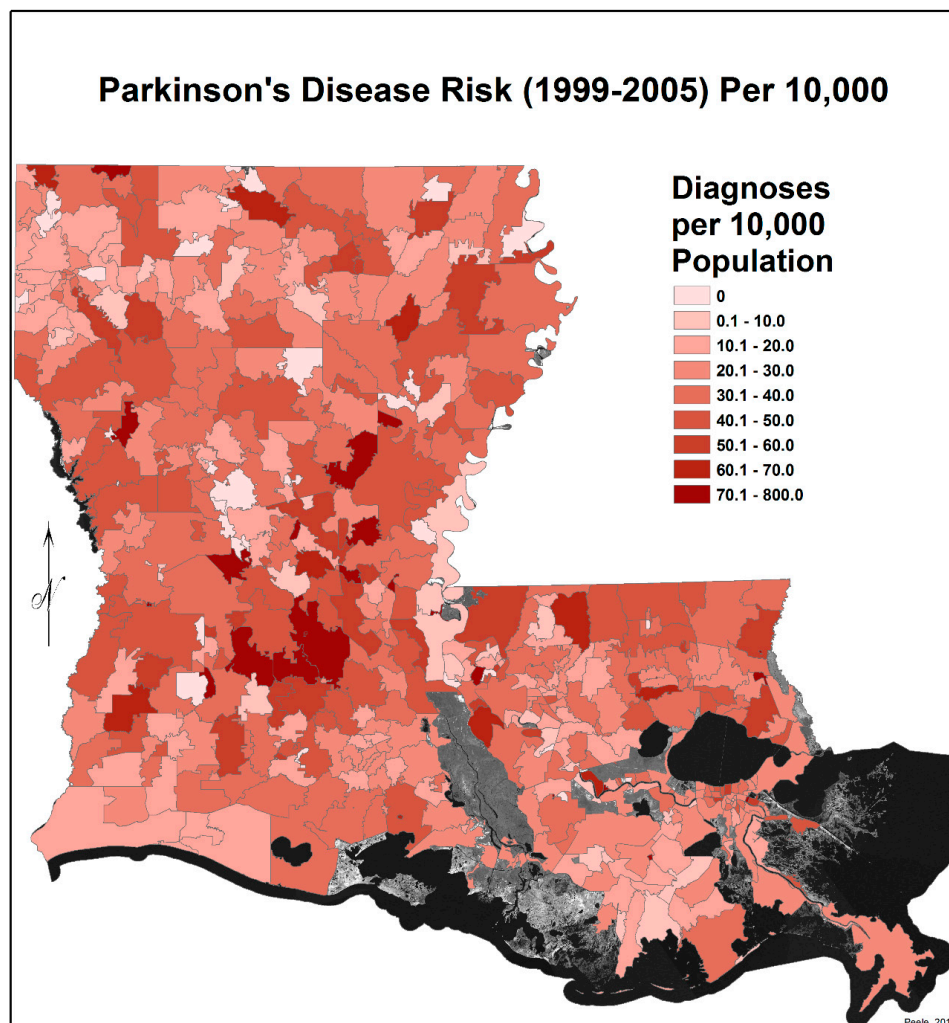 Parkinson's Disease Risk (1999-2005) Per 10,000
Diagnoses
per 10,000
Population
0
0.1 - 10.0
10.1 - 20.0
20.1 - 30.0
30.1 - 40.0
40.1 - 50.0
50.1 - 60.0
60.1 - 70.0
70.1 - 800.0
N